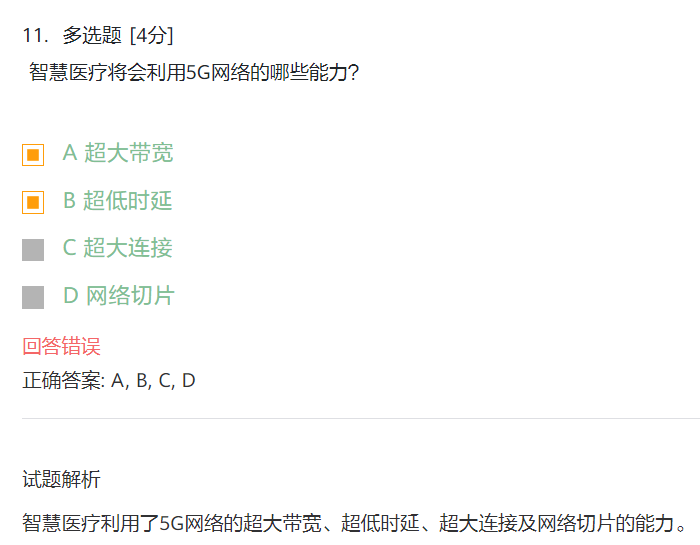 11. 多选题 [4分]
智慧医疗将会利用5G网络的哪些能力？
A 超大带宽
B 超低时延
C 超大连接
D 网络切片
回答错误
正确答案: A, B, C, D
试题解析
智慧医疗利用了5G网络的超大带宽、超低时延、超大连接及网络切片的能力。